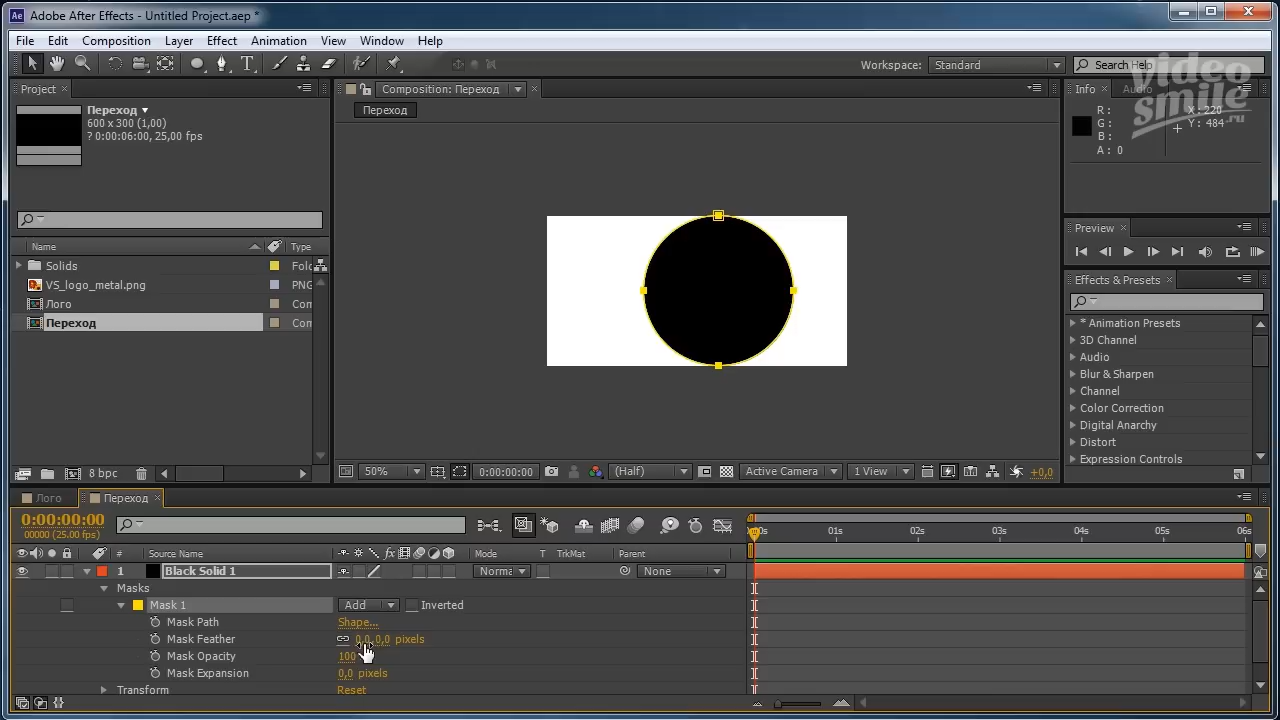 Adobe After Effects - Untitled Project.aep *
File Edit Composition Layer Effect Animation View Window Help
Workspace: Standard Search Help
video
smile
.ru
Project
Переход
600 x 300 (1,00)
? 0:00:06:00, 25,00 fps
Name Type
Solids Fold
VS_logo_metal.png PNG
Лого Com
Переход Com
8 bpc
Composition: Переход
Переход
50% 0:00:00:00 (Half) Active Camera 1 View +0,0
Info Audio
R: X: 220
G: Y: 484
B:
A: 0
Preview
Effects & Presets
* Animation Presets
3D Channel
Audio
Blur & Sharpen
Channel
Color Correction
Digital Anarchy
Distort
Expression Controls
Лого Переход
0:00:00:00
00000 (25.00 fps)
00s 01s 02s 03s 04s 05s 06s
# Source Name fx Mode T TrkMat Parent
1 Black Solid 1 Norma None
Masks
Mask 1 Add Inverted
Mask Path Shape...
Mask Feather 0,0,0,0 pixels
Mask Opacity 100
Mask Expansion 0,0 pixels
Transform Reset